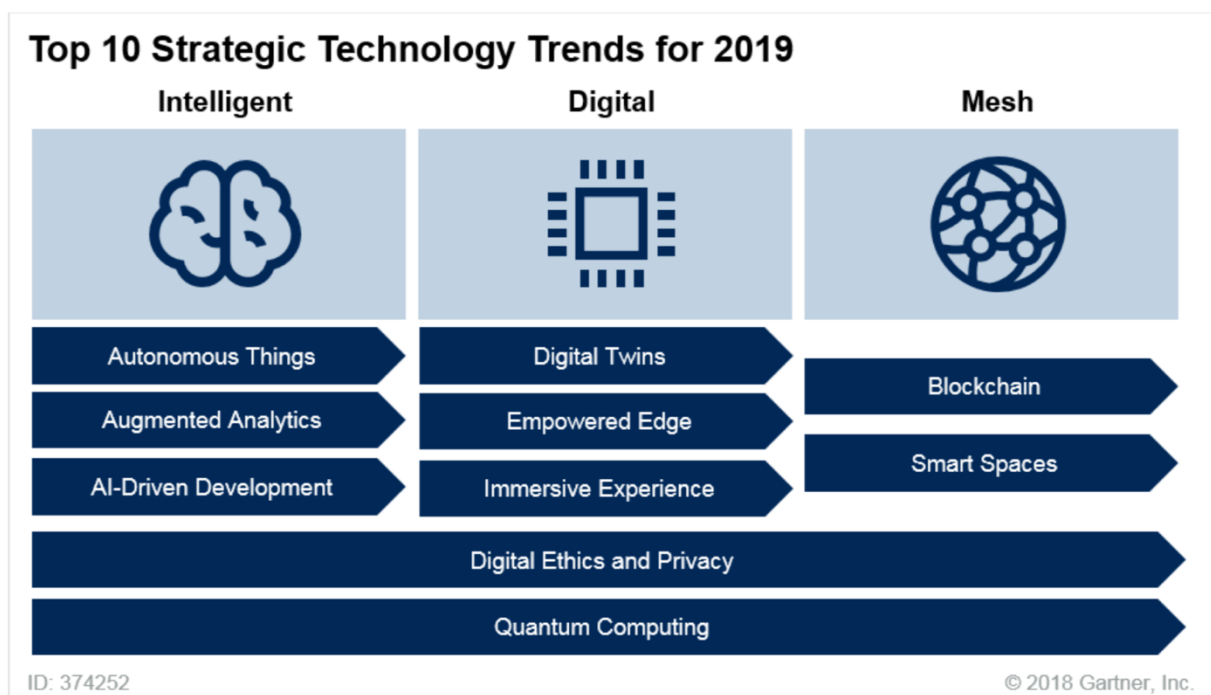 Top 10 Strategic Technology Trends for 2019
Intelligent
Digital
Mesh
Autonomous Things
Augmented Analytics
AI-Driven Development
Digital Twins
Empowered Edge
Immersive Experience
Blockchain
Smart Spaces
Digital Ethics and Privacy
Quantum Computing
ID: 374252
© 2018 Gartner, Inc.